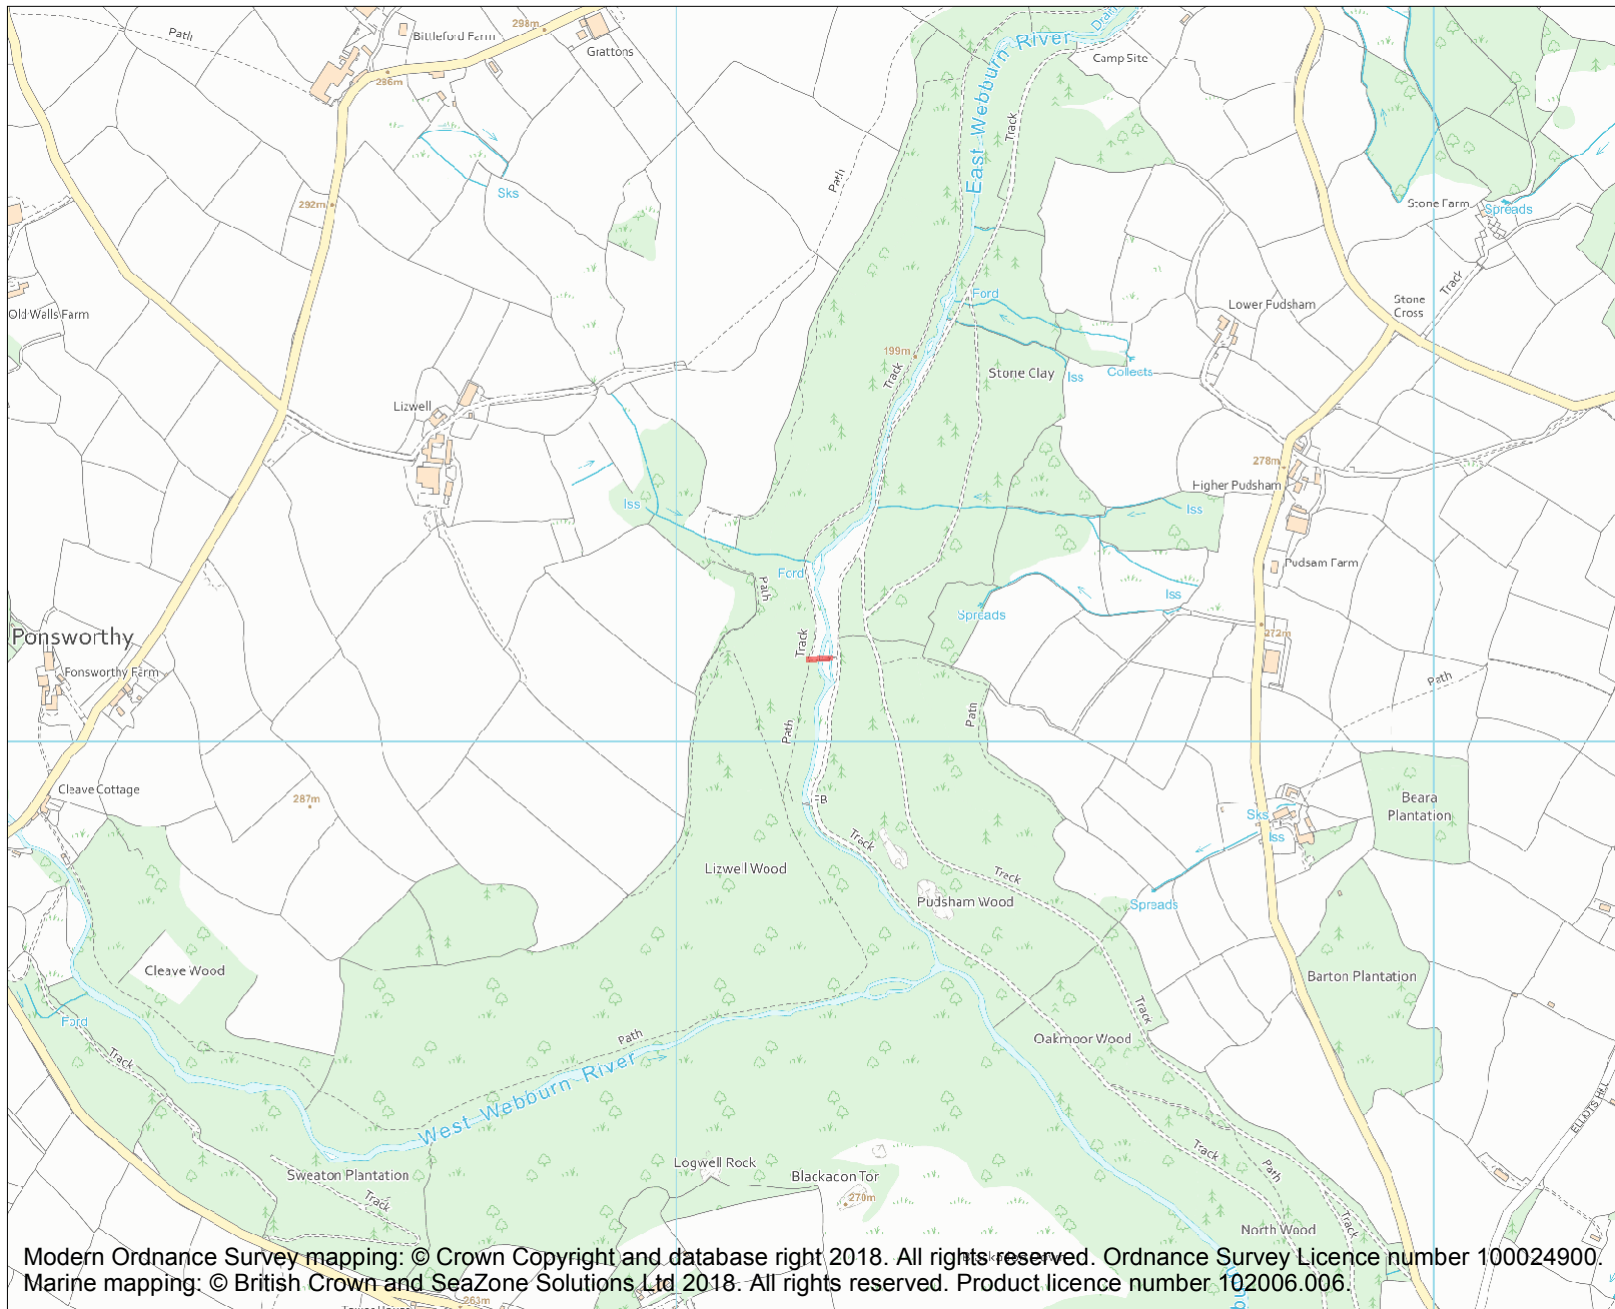 298m
Bittleford Farm
Path
Grattons
286m
Sks
292m
Old Walls Farm
Lizwell
Iss
Path
East Webburn River
Drain
Camp Site
Track
Stone Farm
Spreads
Track
Stone
Cross
Lower Pudsham
Ford
199m
Track
Stone Clay
Iss
Collects
278m
Higher Pudsham
Iss
Pudsam Farm
Iss
Spreads
272m
Ford
Path
Track
Path
Path
Path
Ponsworthy
Ponsworthy Farm
Cleave Cottage
287m
FB
Track
Lizwell Wood
Pudsham Wood
Track
Sks
Iss
Spreads
Beara
Plantation
Barton Plantation
Cleave Wood
Ford
Track
Path
West Webburn River
Oakmoor Wood
Track
ELLIOTS HILL
Sweaton Plantation
Track
Logwell Rock
Blackacon Tor
270m
Track
Path
Track
North Wood
263m
Modern Ordnance Survey mapping: © Crown Copyright and database right 2018. All rights reserved. Ordnance Survey Licence number 100024900.
Marine mapping: © British Crown and SeaZone Solutions Ltd 2018. All rights reserved. Product licence number 102006.006.